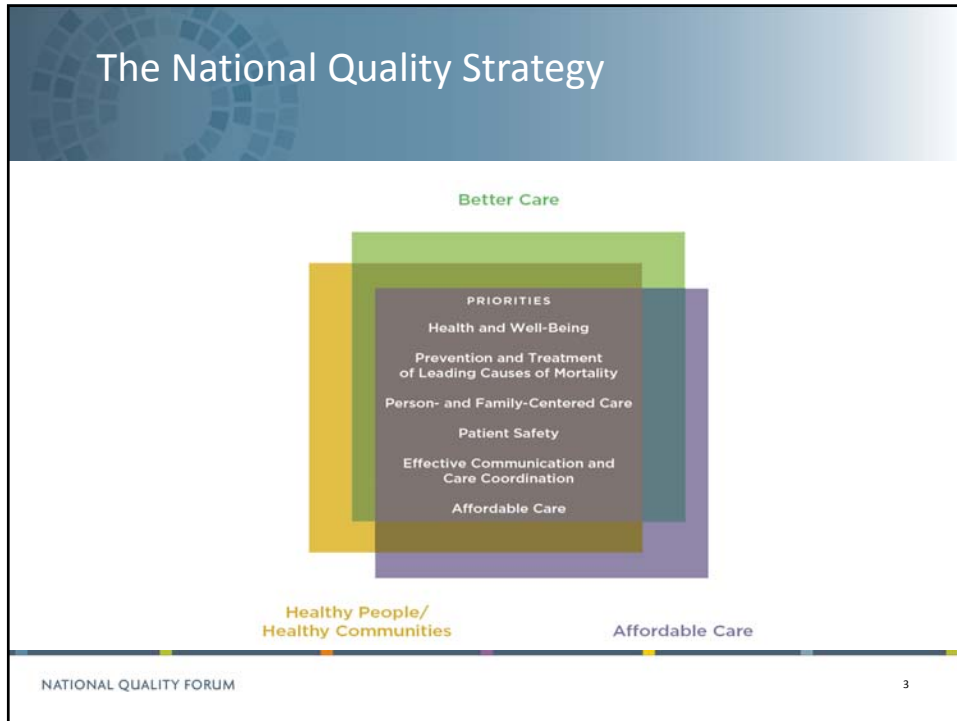 The National Quality Strategy
Better Care
PRIORITIES
Health and Well-Being
Prevention and Treatment
of Leading Causes of Mortality
Person- and Family-Centered Care
Patient Safety
Effective Communication and
Care Coordination
Affordable Care
Healthy People/
Healthy Communities
Affordable Care
NATIONAL QUALITY FORUM
3